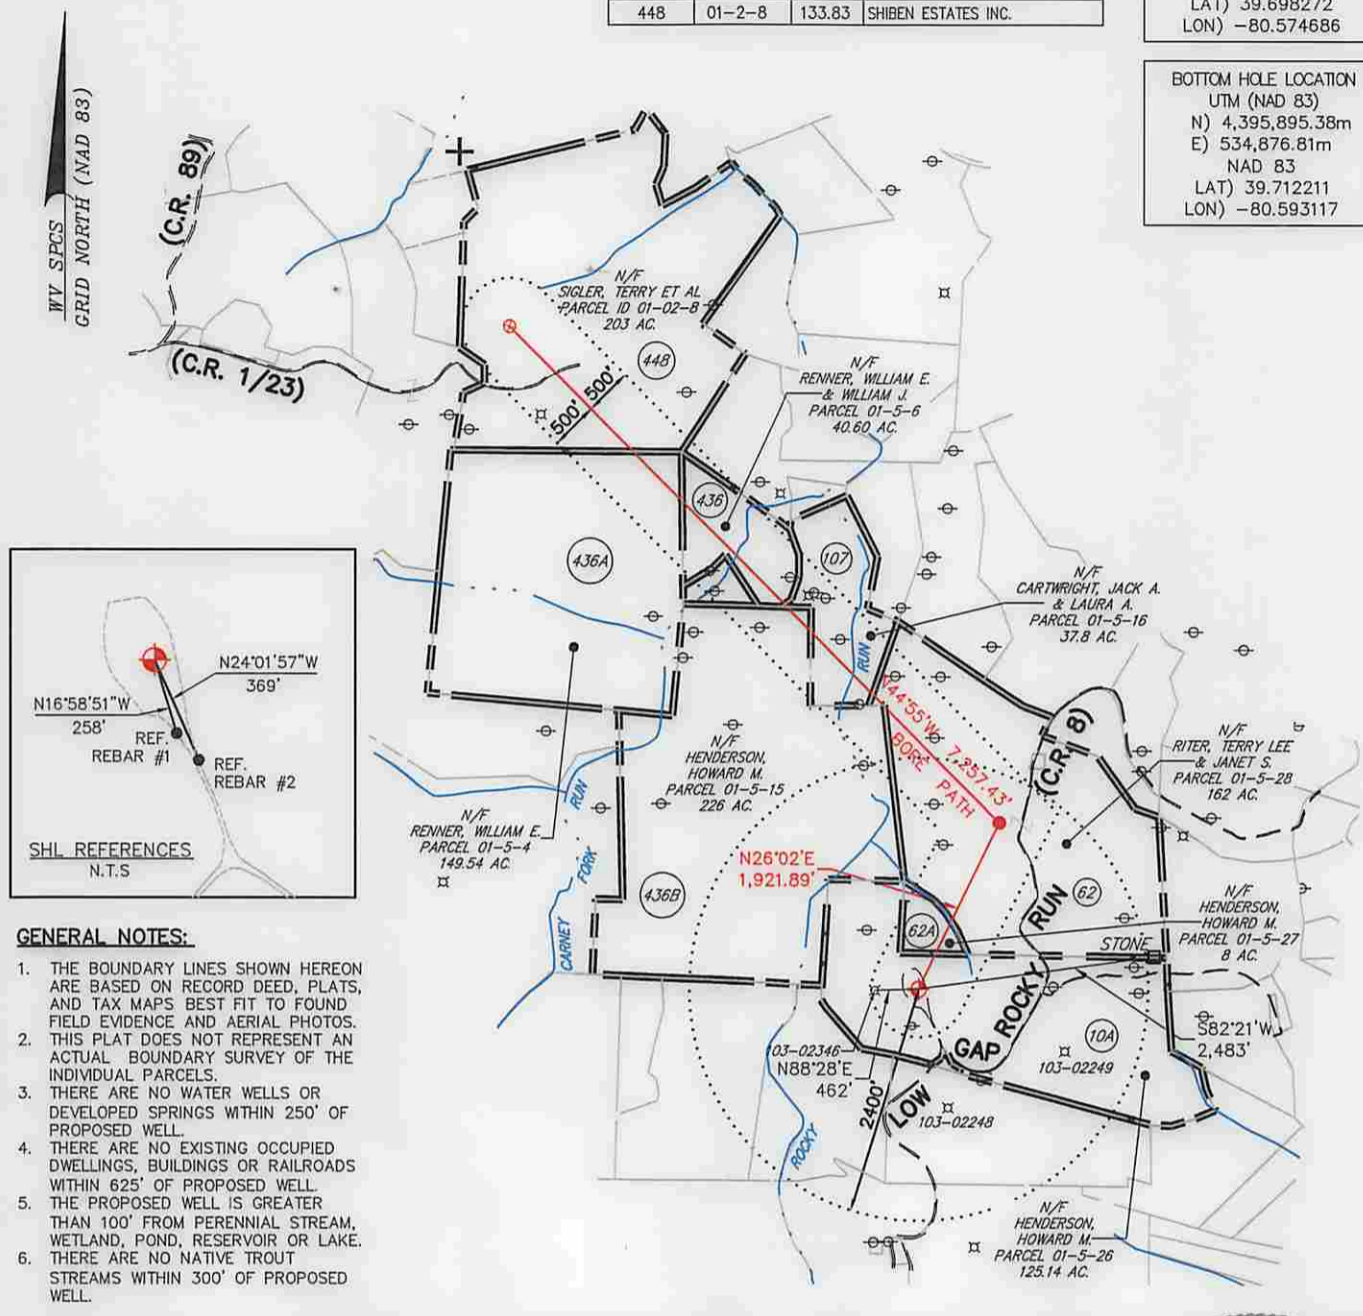 448 01-2-8 133.83 SHIBEN ESTATES INC.
LAT) 39.698272
LON) -80.574686
BOTTOM HOLE LOCATION
UTM (NAD 83)
N) 4,395,895.38m
E) 534,876.81m
NAD 83
LAT) 39.712211
LON) -80.593117
WV SPCS
GRID NORTH (NAD 83)
(C.R. 89)
(C.R. 1/23)
N/F
SIGLER, TERRY ET AL
PARCEL ID 01-02-8
203 AC.
448
500' 500'
N/F
RENNER, WILLIAM E.
& WILLIAM J.
PARCEL 01-5-6
40.60 AC.
436
436A
107
N/F
CARTWRIGHT, JACK A.
& LAURA A.
PARCEL 01-5-16
37.8 AC.
RUN
N24°01'57"W
369'
N16°58'51"W
258'
REF.
REBAR #1
REF.
REBAR #2
SHL REFERENCES
N.T.S
N44°55'W 7,257.43'
BORE PATH
(C.R. 8)
N/F
RITER, TERRY LEE
& JANET S.
PARCEL 01-5-28
162 AC.
N/F
HENDERSON,
HOWARD M.
PARCEL 01-5-15
226 AC.
N/F
RENNER, WILLIAM E.
PARCEL 01-5-4
149.54 AC.
CARNEY FORK RUN
N26°02'E
1,921.89'
436B
62
62A
N/F
HENDERSON,
HOWARD M.
PARCEL 01-5-27
8 AC.
STONE
S82°21'W
2,483'
LOW GAP ROCKY RUN
10A
103-02249
03-02346
N88°28'E
462'
2400'
103-02248
ROCKY
N/F
HENDERSON,
HOWARD M.
PARCEL 01-5-26
125.14 AC.
GENERAL NOTES:
1. THE BOUNDARY LINES SHOWN HEREON
ARE BASED ON RECORD DEED, PLATS,
AND TAX MAPS BEST FIT TO FOUND
FIELD EVIDENCE AND AERIAL PHOTOS.
2. THIS PLAT DOES NOT REPRESENT AN
ACTUAL BOUNDARY SURVEY OF THE
INDIVIDUAL PARCELS.
3. THERE ARE NO WATER WELLS OR
DEVELOPED SPRINGS WITHIN 250' OF
PROPOSED WELL.
4. THERE ARE NO EXISTING OCCUPIED
DWELLINGS, BUILDINGS OR RAILROADS
WITHIN 625' OF PROPOSED WELL.
5. THE PROPOSED WELL IS GREATER
THAN 100' FROM PERENNIAL STREAM,
WETLAND, POND, RESERVOIR OR LAKE.
6. THERE ARE NO NATIVE TROUT
STREAMS WITHIN 300' OF PROPOSED
WELL.